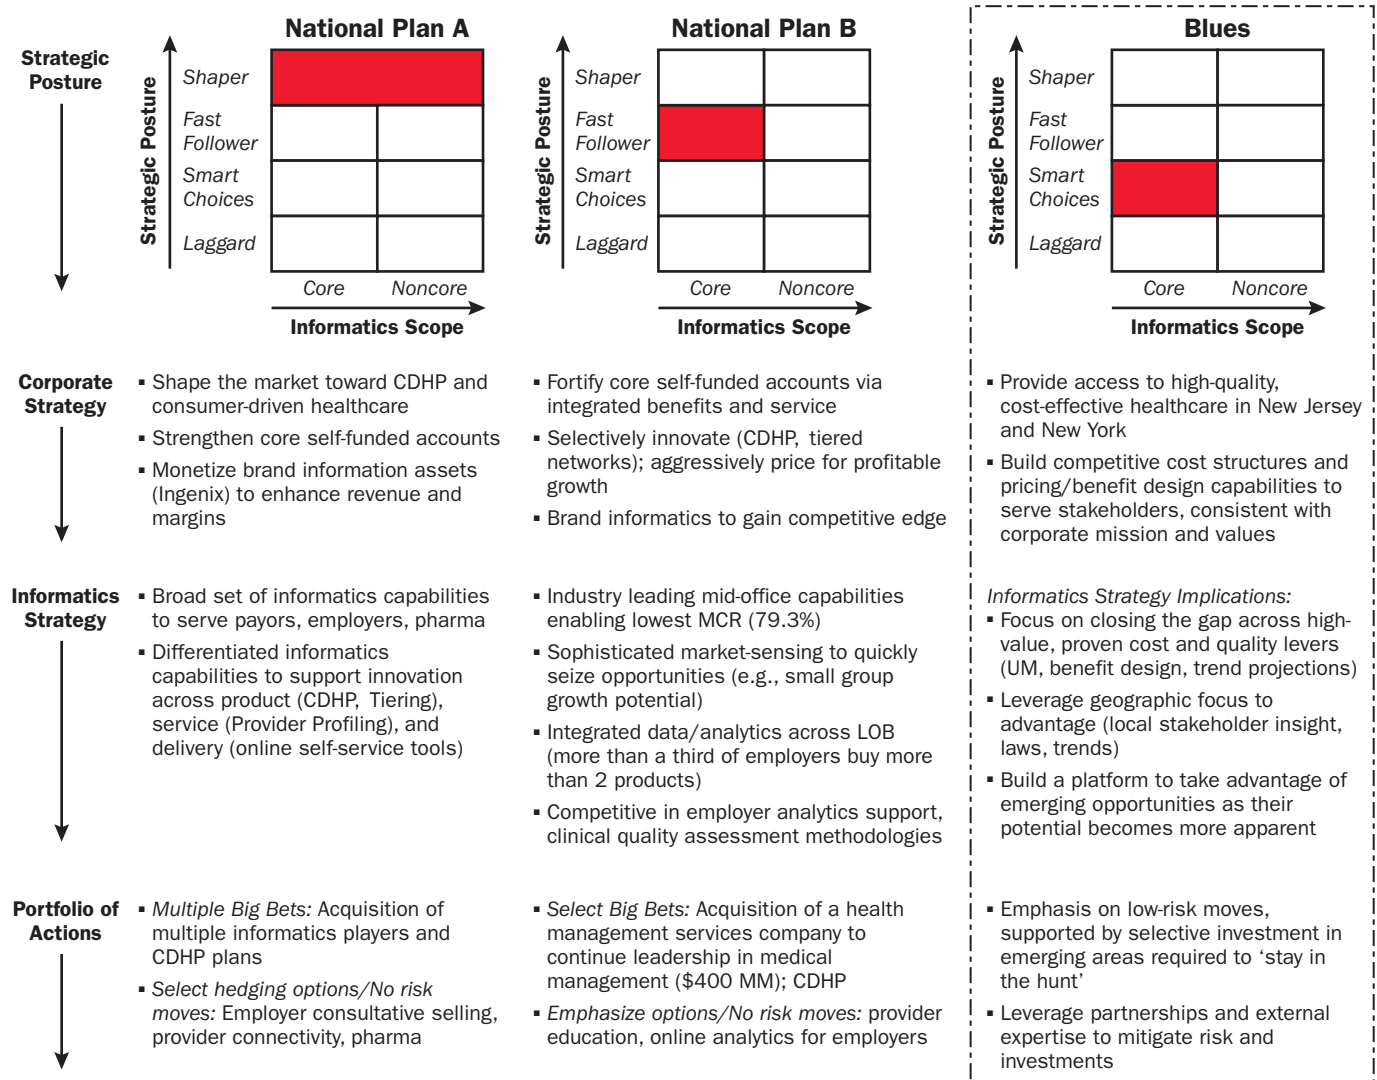 National Plan A
National Plan B
Blues
Strategic
Posture
Strategic Posture
Shaper
Fast
Follower
Smart
Choices
Laggard
Core
Noncore
Informatics Scope
Strategic Posture
Shaper
Fast
Follower
Smart
Choices
Laggard
Core
Noncore
Informatics Scope
Strategic Posture
Shaper
Fast
Follower
Smart
Choices
Laggard
Core
Noncore
Informatics Scope
Corporate
Strategy
▪ Shape the market toward CDHP and
consumer-driven healthcare
▪ Strengthen core self-funded accounts
▪ Monetize brand information assets
(Ingenix) to enhance revenue and
margins
▪ Fortify core self-funded accounts via
integrated benefits and service
▪ Selectively innovate (CDHP, tiered
networks); aggressively price for profitable
growth
▪ Brand informatics to gain competitive edge
▪ Provide access to high-quality,
cost-effective healthcare in New Jersey
and New York
▪ Build competitive cost structures and
pricing/benefit design capabilities to
serve stakeholders, consistent with
corporate mission and values
Informatics
Strategy
▪ Broad set of informatics capabilities
to serve payors, employers, pharma
▪ Differentiated informatics
capabilities to support innovation
across product (CDHP, Tiering),
service (Provider Profiling), and
delivery (online self-service tools)
▪ Industry leading mid-office capabilities
enabling lowest MCR (79.3%)
▪ Sophisticated market-sensing to quickly
seize opportunities (e.g., small group
growth potential)
▪ Integrated data/analytics across LOB
(more than a third of employers buy more
than 2 products)
▪ Competitive in employer analytics support,
clinical quality assessment methodologies
Informatics Strategy Implications:
▪ Focus on closing the gap across high-
value, proven cost and quality levers
(UM, benefit design, trend projections)
▪ Leverage geographic focus to
advantage (local stakeholder insight,
laws, trends)
▪ Build a platform to take advantage of
emerging opportunities as their
potential becomes more apparent
Portfolio of
Actions
▪ Multiple Big Bets: Acquisition of
multiple informatics players and
CDHP plans
▪ Select hedging options/No risk
moves: Employer consultative selling,
provider connectivity, pharma
▪ Select Big Bets: Acquisition of a health
management services company to
continue leadership in medical
management ($400 MM); CDHP
▪ Emphasize options/No risk moves: provider
education, online analytics for employers
▪ Emphasis on low-risk moves,
supported by selective investment in
emerging areas required to ‘stay in
the hunt’
▪ Leverage partnerships and external
expertise to mitigate risk and
investments